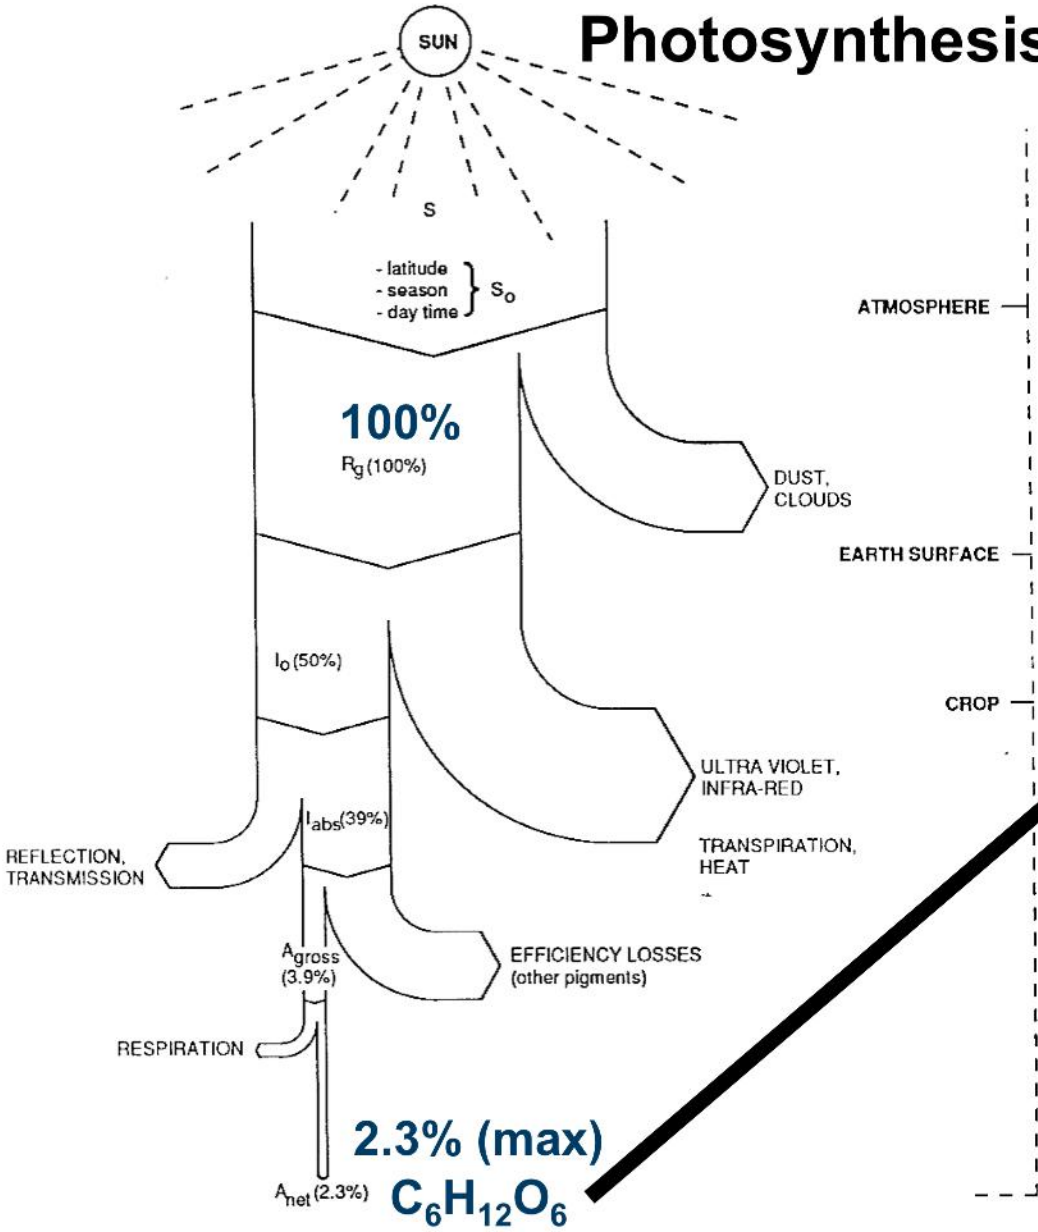 SUN
Photosynthesis
S
- latitude
- season
- day time
S₀
ATMOSPHERE
100%
Rg (100%)
DUST,
CLOUDS
EARTH SURFACE
I₀ (50%)
CROP
ULTRA VIOLET,
INFRA-RED
Iabs (39%)
TRANSPIRATION,
HEAT
REFLECTION,
TRANSMISSION
Agross
(3.9%)
EFFICIENCY LOSSES
(other pigments)
RESPIRATION
2.3% (max)
Anet (2.3%)
C₆H₁₂O₆